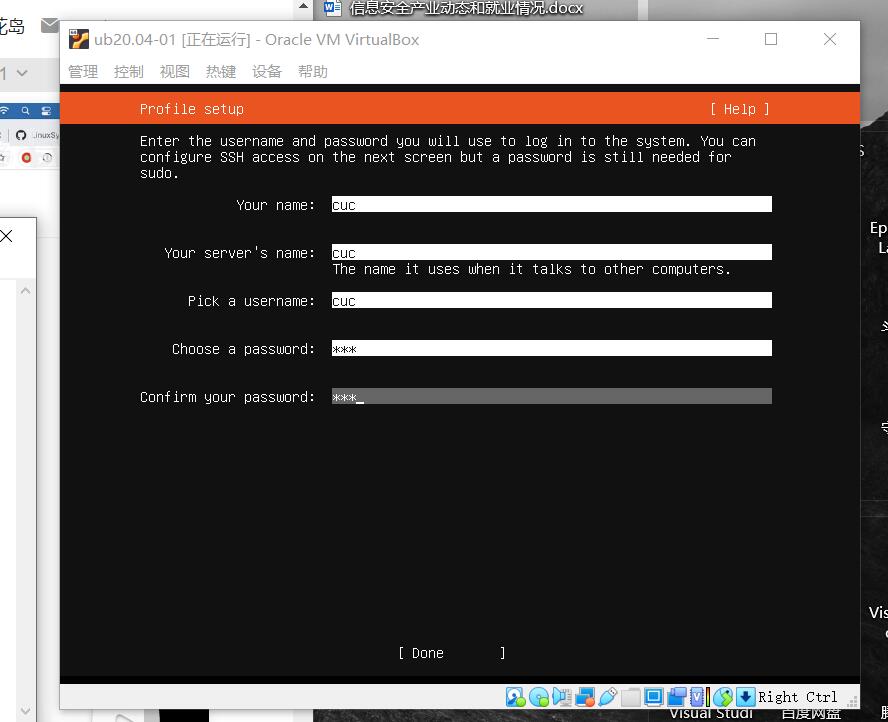 信息安全产业动态和就业情况.docx
花岛
ub20.04-01 [正在运行] - Oracle VM VirtualBox
管理 控制 视图 热键 设备 帮助
Profile setup [ Help ]
Enter the username and password you will use to log in to the system. You can
configure SSH access on the next screen but a password is still needed for
sudo.
Your name: cuc
Your server's name: cuc
The name it uses when it talks to other computers.
Pick a username: cuc
Choose a password: ***
Confirm your password: ***_
[ Done ]
Right Ctrl
Visual Studi 百度网盘